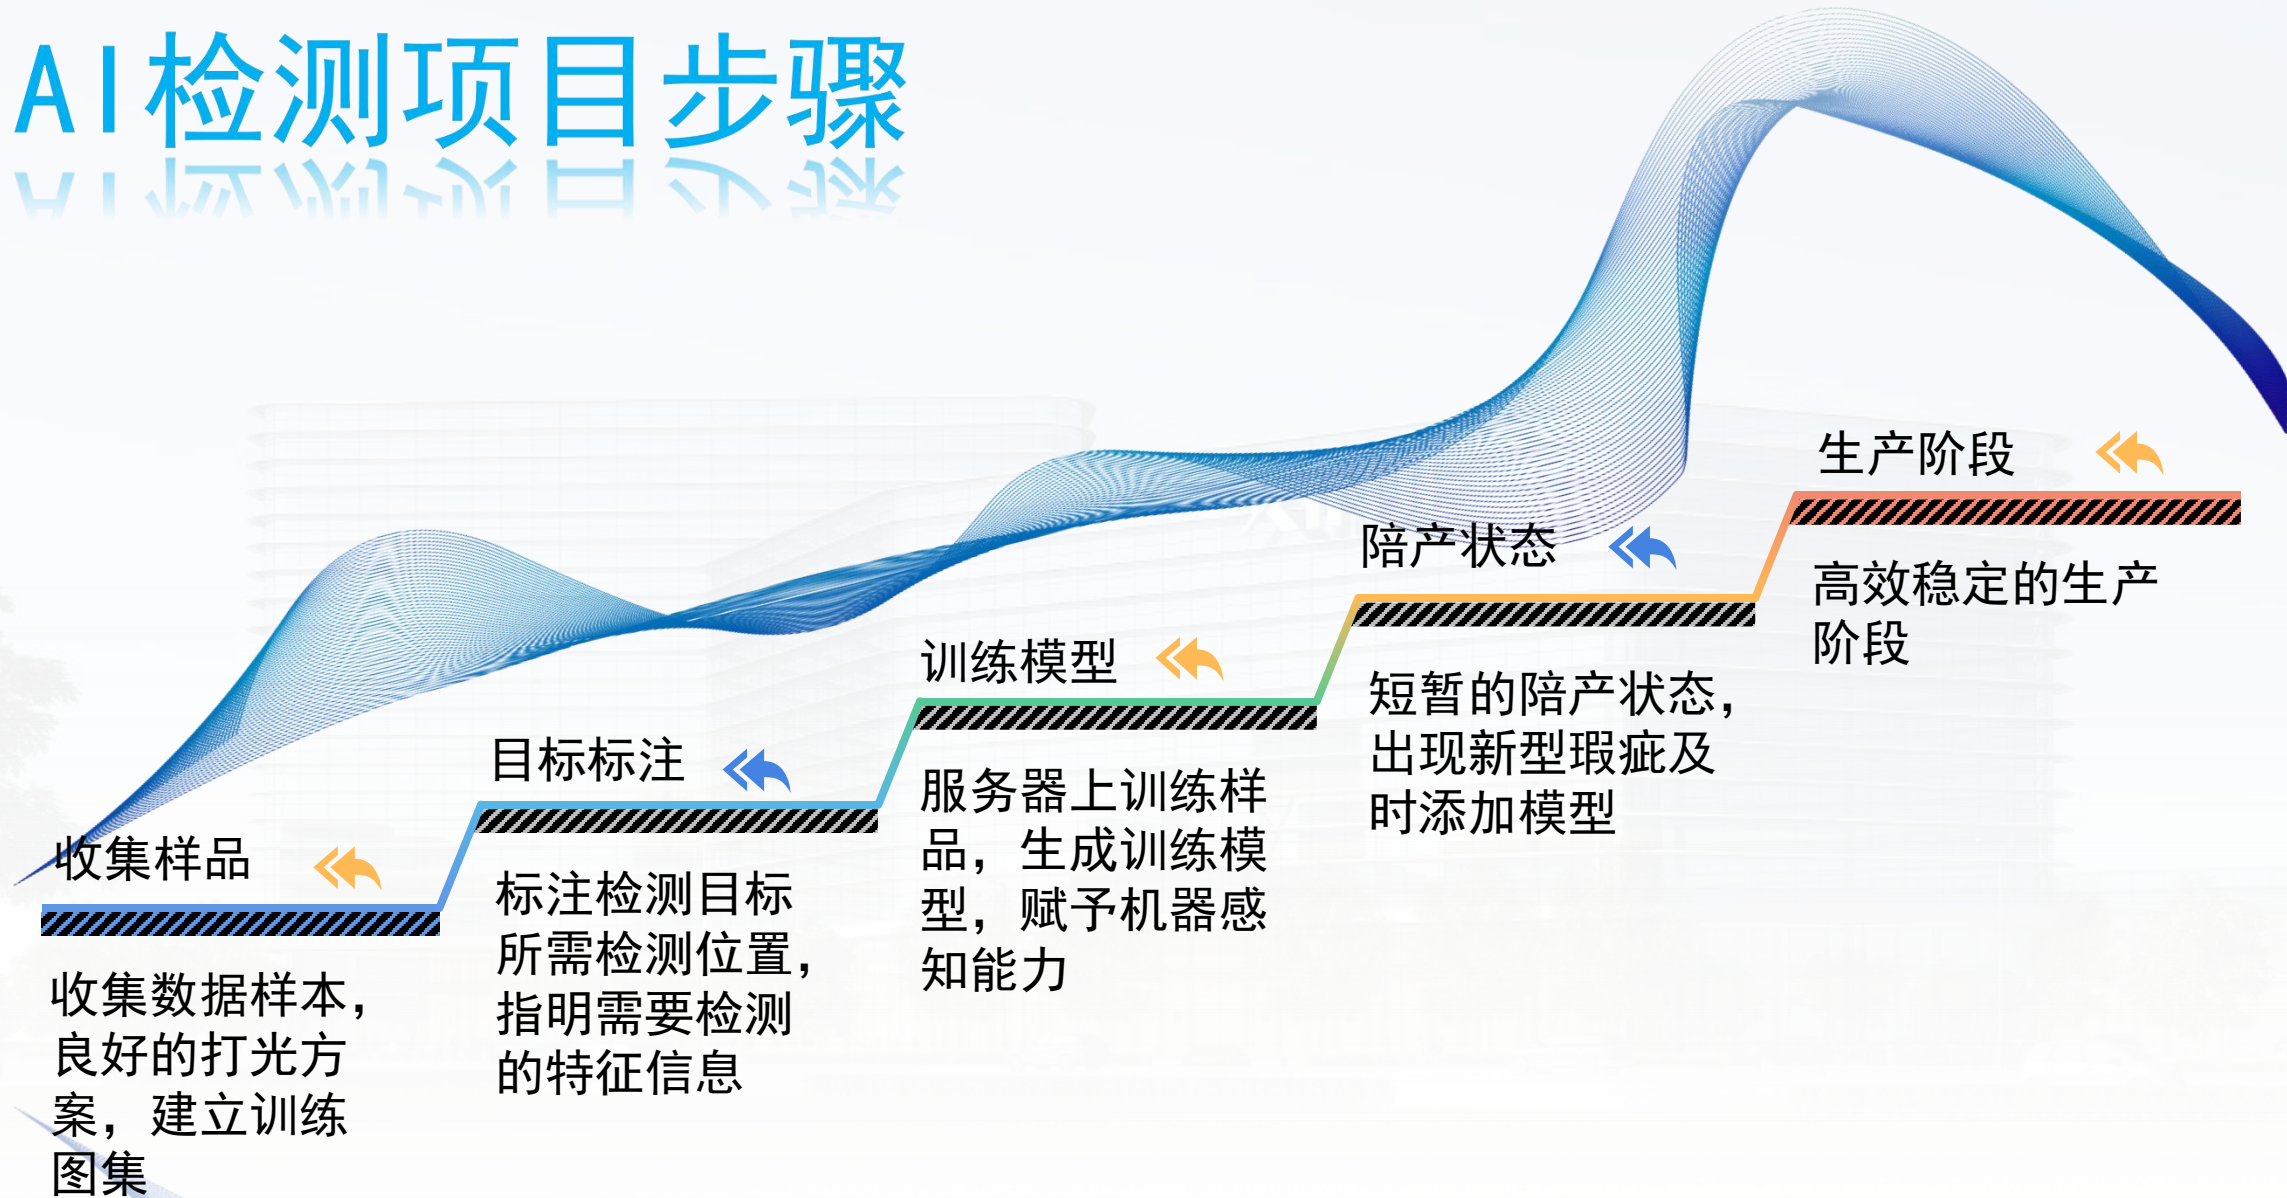 AI检测项目步骤
收集样品
收集数据样本，
良好的打光方
案，建立训练
图集
目标标注
标注检测目标
所需检测位置，
指明需要检测
的特征信息
训练模型
服务器上训练样
品，生成训练模
型，赋予机器感
知能力
陪产状态
短暂的陪产状态，
出现新型瑕疵及
时添加模型
生产阶段
高效稳定的生产
阶段